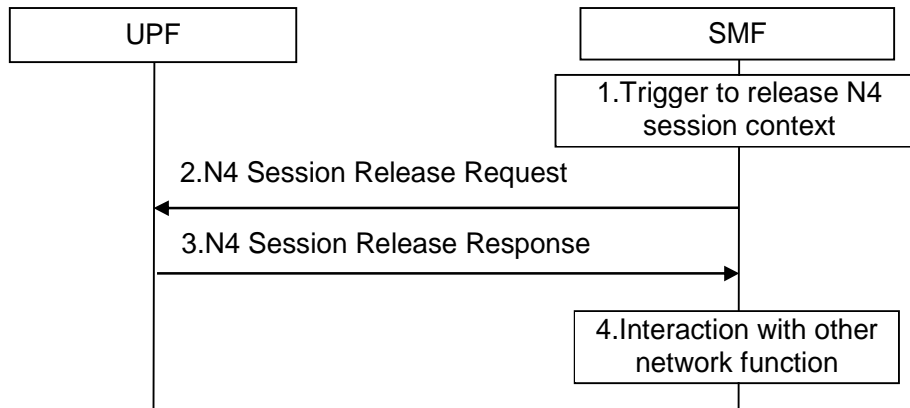 UPF
SMF
1.Trigger to release N4
session context
2.N4 Session Release Request
3.N4 Session Release Response
4.Interaction with other
network function